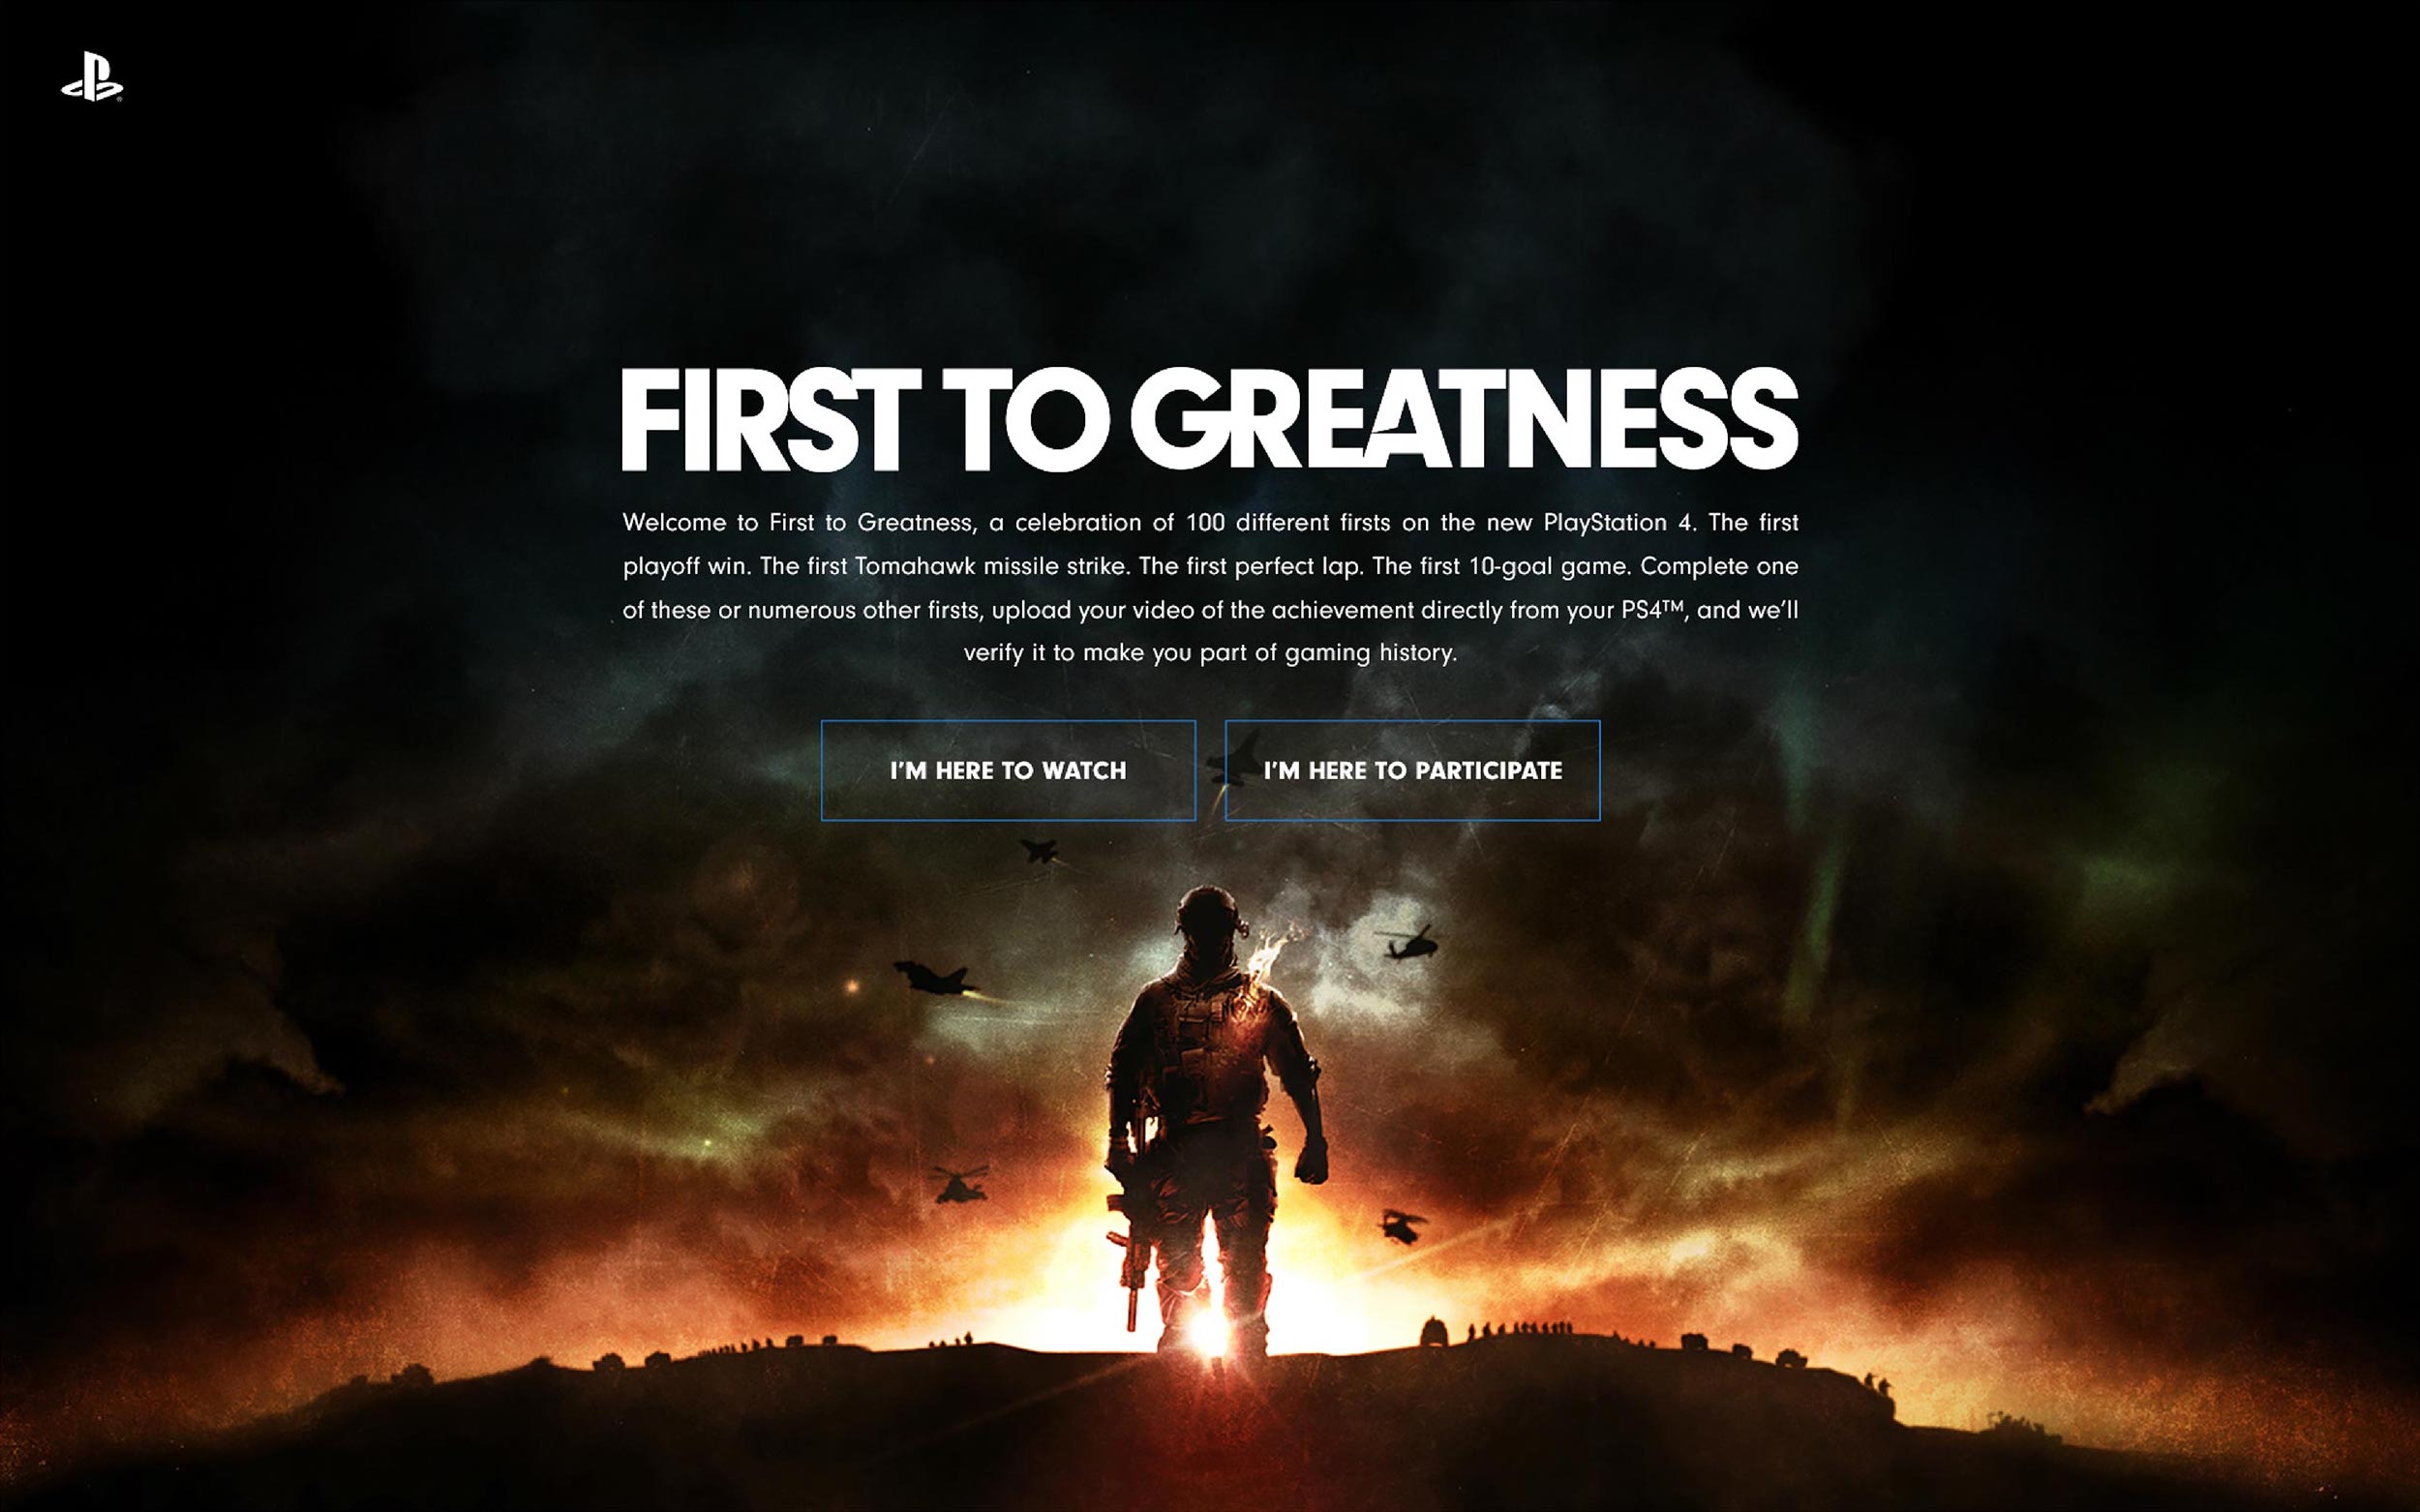 FIRST TO GREATNESS
Welcome to First to Greatness, a celebration of 100 different firsts on the new PlayStation 4. The first
playoff win. The first Tomahawk missile strike. The first perfect lap. The first 10-goal game. Complete one
of these or numerous other firsts, upload your video of the achievement directly from your PS4™, and we’ll
verify it to make you part of gaming history.
I’M HERE TO WATCH
I’M HERE TO PARTICIPATE